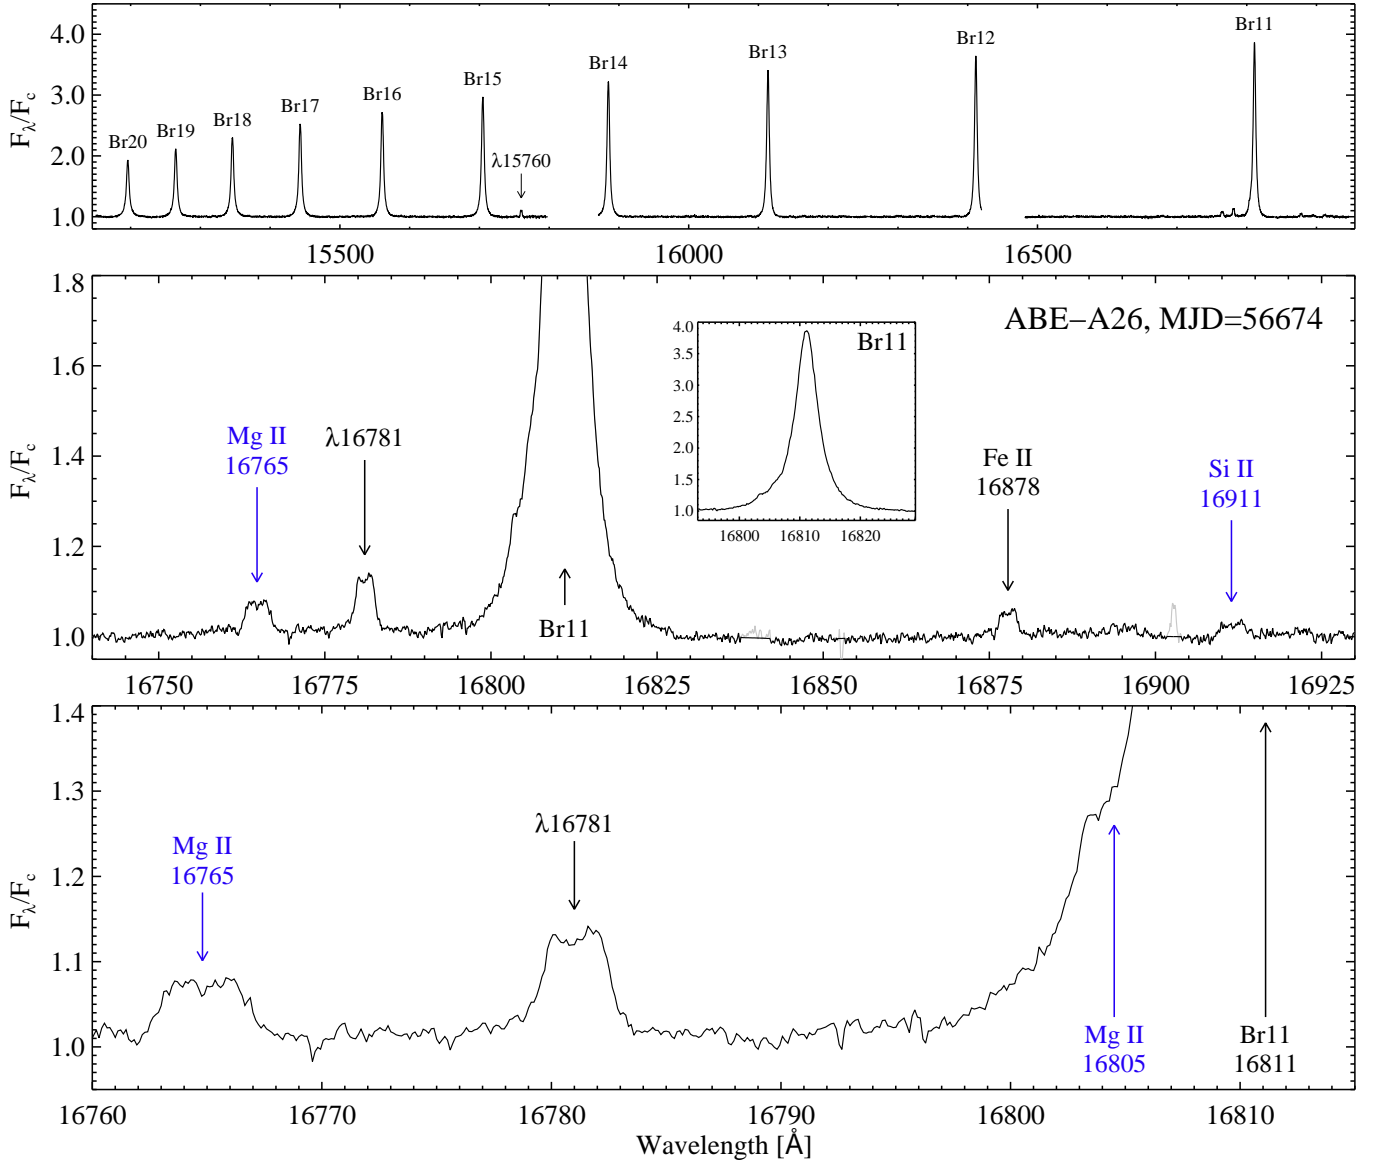 4.0
3.0
2.0
1.0
F_λ/F_c
Br20
Br19
Br18
Br17
Br16
Br15
λ15760
Br14
Br13
Br12
Br11
15500
16000
16500
1.8
1.6
1.4
1.2
1.0
F_λ/F_c
ABE−A26, MJD=56674
Mg II
16765
λ16781
Br11
4.0
3.5
3.0
2.5
2.0
1.5
1.0
Br11
16800
16810
16820
Fe II
16878
Si II
16911
16750
16775
16800
16825
16850
16875
16900
16925
1.4
1.3
1.2
1.1
1.0
F_λ/F_c
Mg II
16765
λ16781
Mg II
16805
Br11
16811
16760
16770
16780
16790
16800
16810
Wavelength [Å]